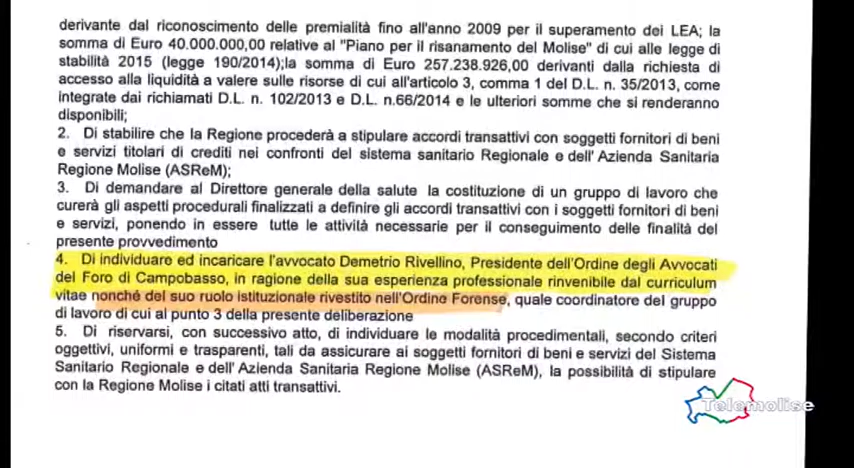 derivante dal riconoscimento delle premialità fino all'anno 2009 per il superamento dei LEA; la
somma di Euro 40.000.000,00 relative al "Piano per il risanamento del Molise" di cui alle legge di
stabilità 2015 (legge 190/2014);la somma di Euro 257.238.926,00 derivanti dalla richiesta di
accesso alla liquidità a valere sulle risorse di cui all'articolo 3, comma 1 del D.L. n. 35/2013, come
integrate dai richiamati D.L. n. 102/2013 e D.L. n.66/2014 e le ulteriori somme che si renderanno
disponibili;
2. Di stabilire che la Regione procederà a stipulare accordi transattivi con soggetti fornitori di beni
e servizi titolari di crediti nei confronti del sistema sanitario Regionale e dell' Azienda Sanitaria
Regione Molise (ASReM);
3. Di demandare al Direttore generale della salute la costituzione di un gruppo di lavoro che
curerà gli aspetti procedurali finalizzati a definire gli accordi transattivi con i soggetti fornitori di beni
e servizi, ponendo in essere tutte le attività necessarie per il conseguimento delle finalità del
presente provvedimento
4. Di individuare ed incaricare l'avvocato Demetrio Rivellino, Presidente dell'Ordine degli Avvocati
del Foro di Campobasso, in ragione della sua esperienza professionale rinvenibile dal curriculum
vitae nonché del suo ruolo istituzionale rivestito nell'Ordine Forense, quale coordinatore del gruppo
di lavoro di cui al punto 3 della presente deliberazione
5. Di riservarsi, con successivo atto, di individuare le modalità procedimentali, secondo criteri
oggettivi, uniformi e trasparenti, tali da assicurare ai soggetti fornitori di beni e servizi del Sistema
Sanitario Regionale e dell' Azienda Sanitaria Regione Molise (ASReM), la possibilità di stipulare
con la Regione Molise i citati atti transattivi.
Telemolise